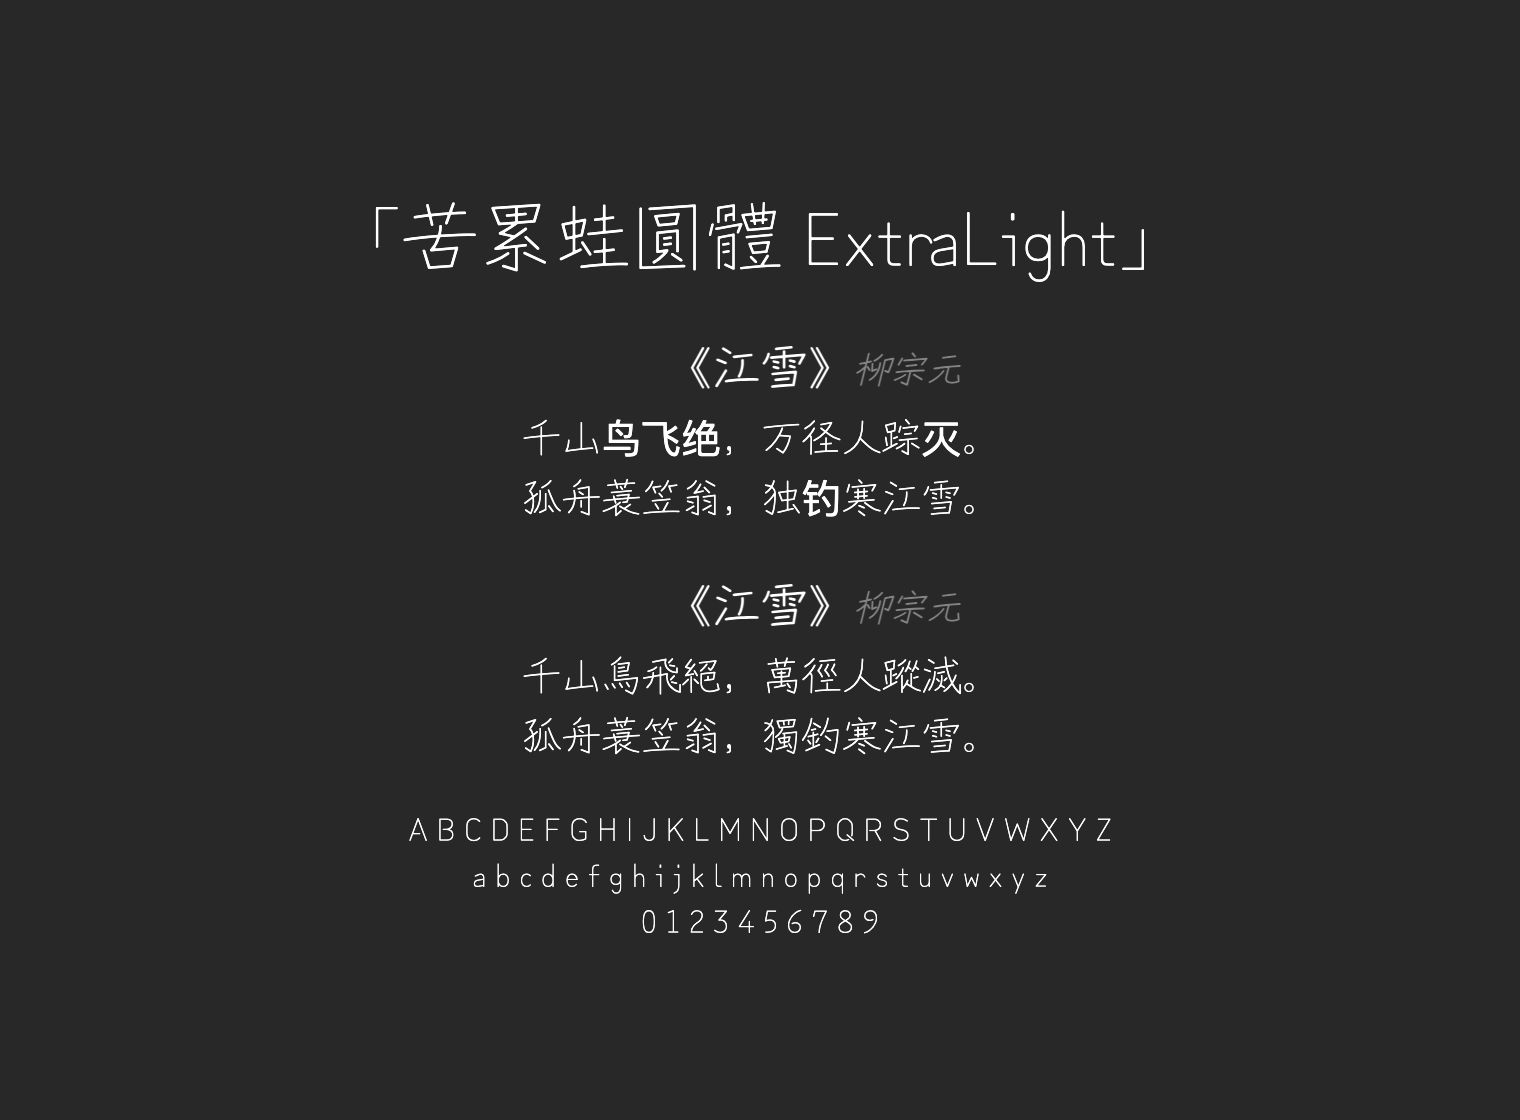 「苦累蛙圓體 ExtraLight」
《江雪》 柳宗元
千山鸟飞绝，万径人踪灭。
孤舟蓑笠翁，独钓寒江雪。
《江雪》 柳宗元
千山鳥飛絕，萬徑人蹤滅。
孤舟蓑笠翁，獨釣寒江雪。
A B C D E F G H I J K L M N O P Q R S T U V W X Y Z
a b c d e f g h i j k l m n o p q r s t u v w x y z
0 1 2 3 4 5 6 7 8 9